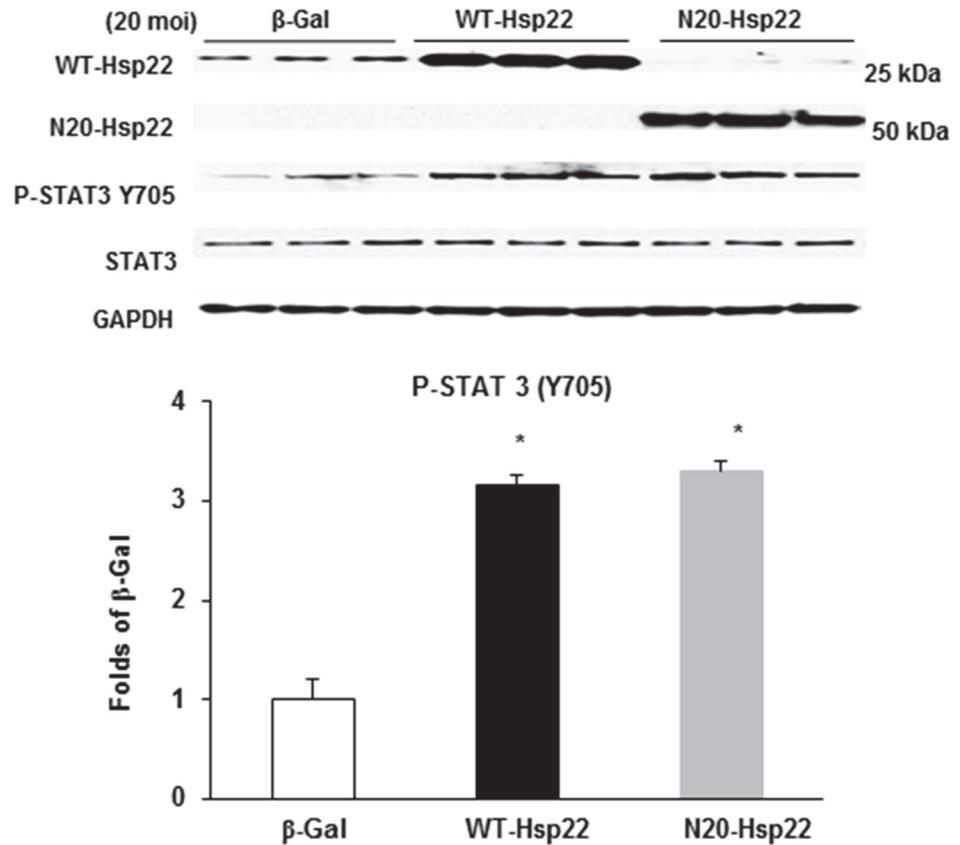 (20 moi) β-Gal WT-Hsp22 N20-Hsp22
WT-Hsp22 25 kDa
N20-Hsp22 50 kDa
P-STAT3 Y705
STAT3
GAPDH
P-STAT 3 (Y705)
4
3
2
1
0
Folds of β-Gal
*
*
β-Gal WT-Hsp22 N20-Hsp22